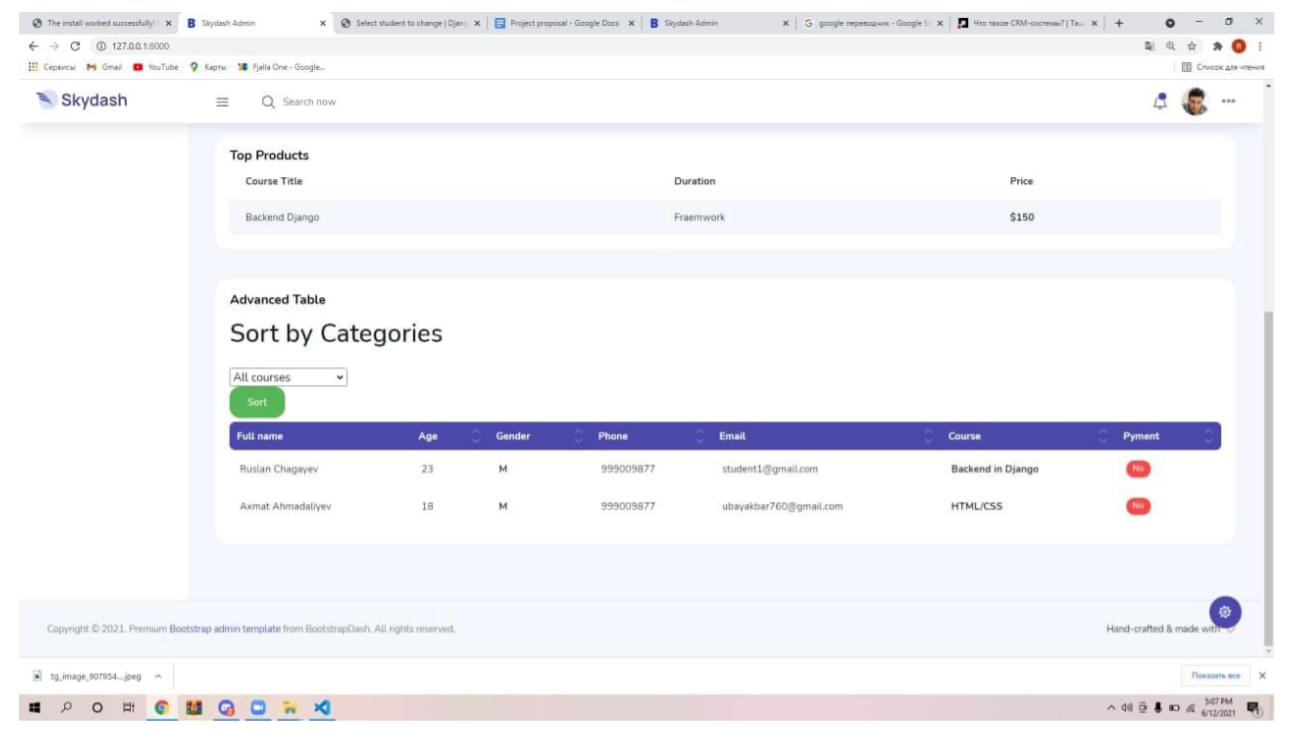 The install worked successfully!
Skydash Admin
Select student to change | Djan
Project proposal - Google Docs
Skydash Admin
google переводчик - Google
Что такое CRM-системы? | Tau
127.0.0.1:8000
Сервисы Gmail YouTube Карты Fjalla One - Google... Список для чтения
Skydash Search now
Top Products
Course Title Duration Price
Backend Django Fraemwork $150
Advanced Table
Sort by Categories
All courses
Sort
Full name Age Gender Phone Email Course Pyment
Ruslan Chagayev 23 M 999009877 student1@gmail.com Backend in Django No
Axmat Ahmadaliyev 18 M 999009877 ubayakbar760@gmail.com HTML/CSS No
Copyright © 2021. Premium Bootstrap admin template from BootstrapDash. All rights reserved. Hand-crafted & made with
tg_image_907954....jpeg Показать все
5:07 PM
6/12/2021